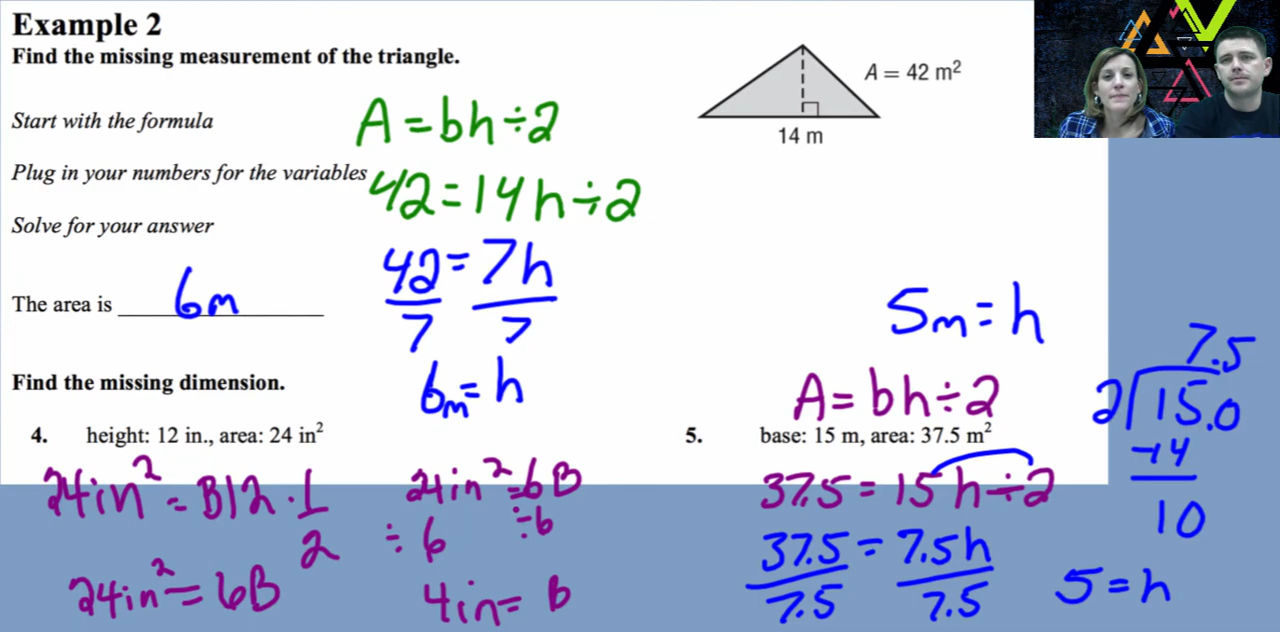 Example 2
Find the missing measurement of the triangle.
A = 42 m²
14 m
Start with the formula
A = bh ÷ 2
Plug in your numbers for the variables
42 = 14h ÷ 2
Solve for your answer
42 = 7h
7 7
6m = h
The area is 6m
Find the missing dimension.
4. height: 12 in., area: 24 in²
24in² = B12 · 1
2
24in² = 6B
24in² = 6B
÷ 6 ÷ 6
4in = B
5m = h
A = bh ÷ 2
5. base: 15 m, area: 37.5 m²
37.5 = 15h ÷ 2
37.5 = 7.5h
7.5 7.5
5 = h
7.5
2 15.0
-14
10